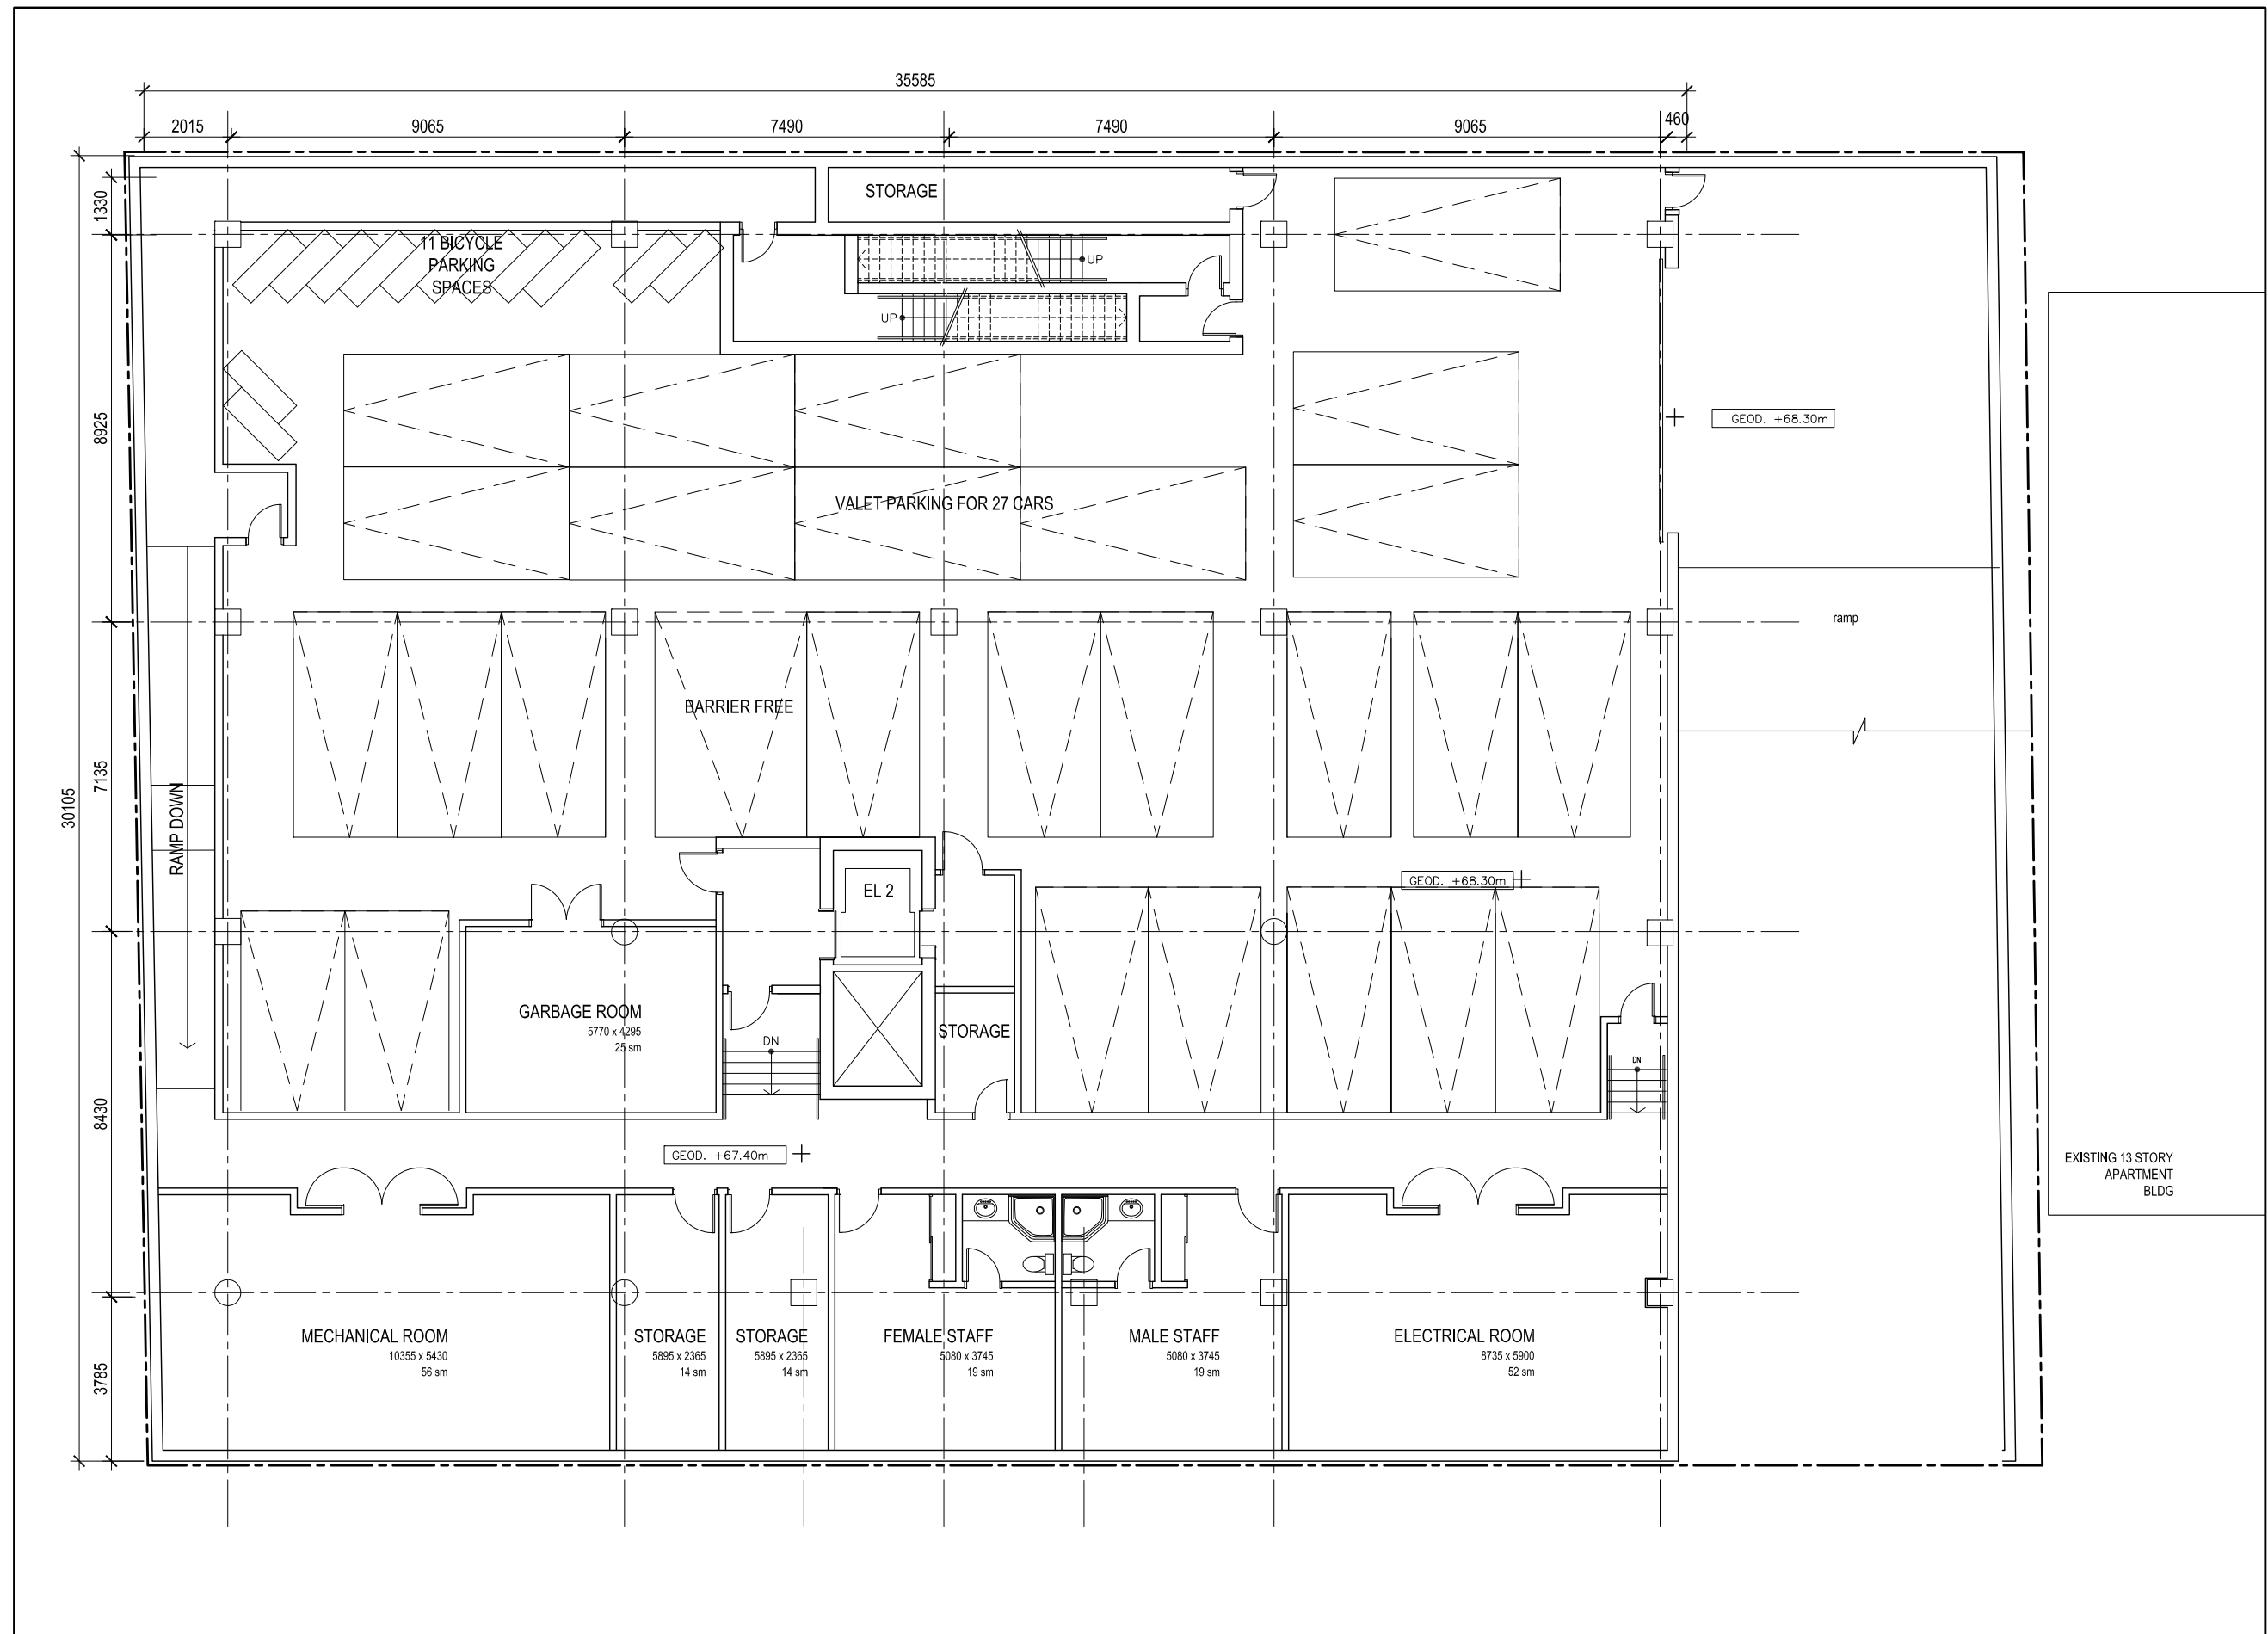 35585
2015
9065
7490
7490
9065
460
1330
8925
7135
30105
8430
3785
STORAGE
11 BICYCLE
PARKING
SPACES
UP
UP
GEOD. +68.30m
VALET PARKING FOR 27 CARS
ramp
BARRIER FREE
RAMP DOWN
EL 2
GEOD. +68.30m
GARBAGE ROOM
5770 x 4295
25 sm
STORAGE
DN
DN
GEOD. +67.40m
EXISTING 13 STORY
APARTMENT
BLDG
MECHANICAL ROOM
10355 x 5430
56 sm
STORAGE
5895 x 2365
14 sm
STORAGE
5895 x 2365
14 sm
FEMALE STAFF
5080 x 3745
19 sm
MALE STAFF
5080 x 3745
19 sm
ELECTRICAL ROOM
8735 x 5900
52 sm